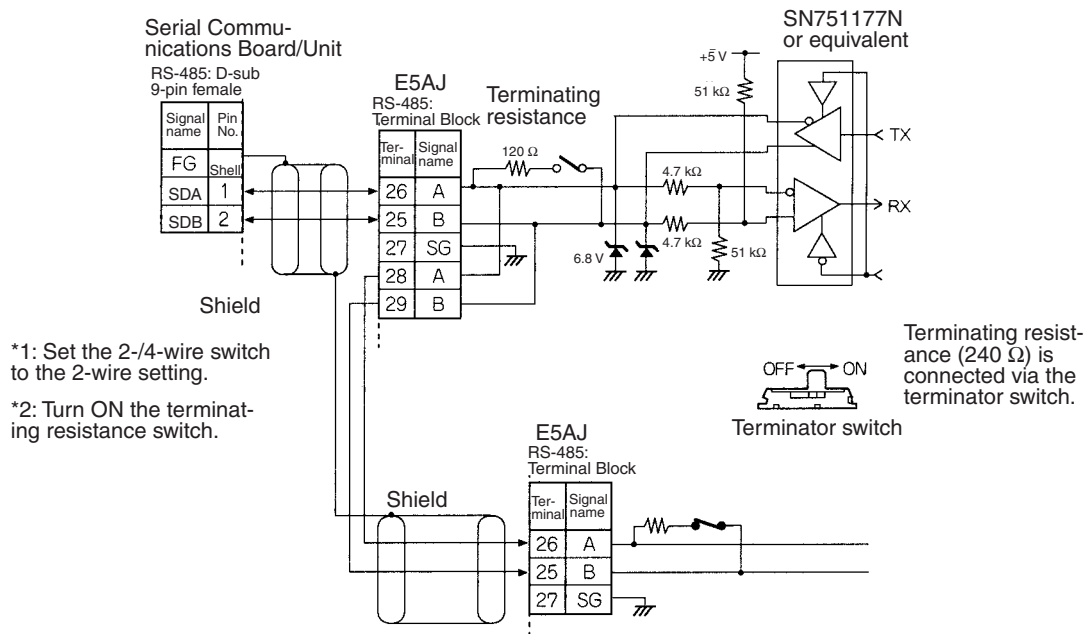 Serial Commu-
nications Board/Unit
RS-485: D-sub
9-pin female
Signal name Pin No.
FG Shell
SDA 1
SDB 2
Shield
E5AJ
RS-485:
Terminal Block
Ter-minal Signal name
26 A
25 B
27 SG
28 A
29 B
Terminating
resistance
120 Ω
SN751177N
or equivalent
+5 V
51 kΩ
4.7 kΩ
4.7 kΩ
6.8 V
51 kΩ
TX
RX
*1: Set the 2-/4-wire switch
to the 2-wire setting.
*2: Turn ON the terminat-
ing resistance switch.
OFF ON
Terminator switch
Terminating resist-
ance (240 Ω) is
connected via the
terminator switch.
Shield
E5AJ
RS-485:
Terminal Block
Ter-minal Signal name
26 A
25 B
27 SG